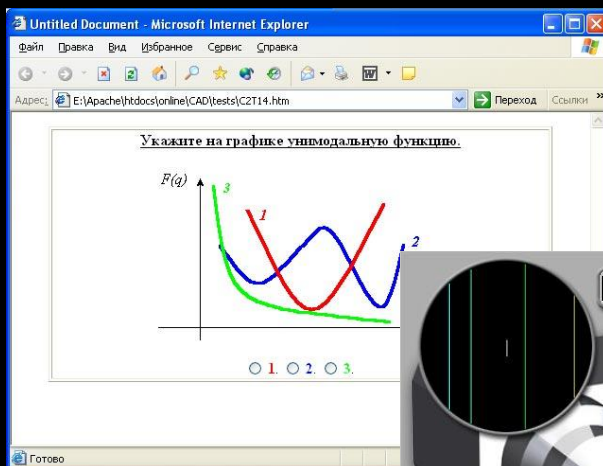 Untitled Document - Microsoft Internet Explorer
Файл Правка Вид Избранное Сервис Справка
Адрес: E:\Apache\htdocs\online\CAD\tests\C2T14.htm Переход Ссылки »
Укажите на графике унимодальную функцию.
F(q)
3
1
2
1. 2. 3.
Готово